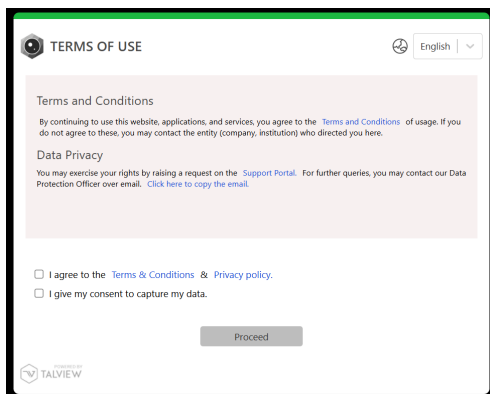 TERMS OF USE
English
Terms and Conditions
By continuing to use this website, applications, and services, you agree to the Terms and Conditions of usage. If you
do not agree to these, you may contact the entity (company, institution) who directed you here.
Data Privacy
You may exercise your rights by raising a request on the Support Portal. For further queries, you may contact our Data
Protection Officer over email. Click here to copy the email.
I agree to the Terms & Conditions & Privacy policy.
I give my consent to capture my data.
Proceed
POWERED BY
TALVIEW